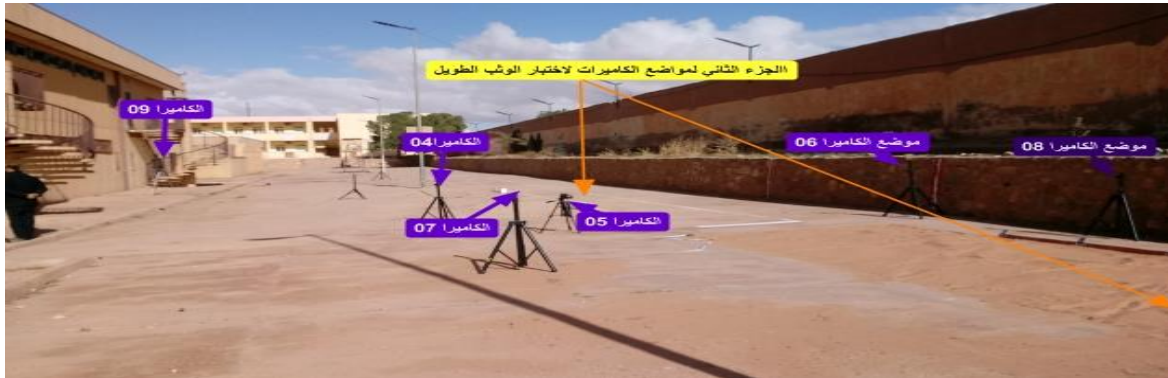 االجزء الثاني لمواضع الكاميرات لاختبار الوثب الطويل
الكاميرا 09
الكاميرا04
موضع الكاميرا 06
موضع الكاميرا 08
الكاميرا 07
الكاميرا 05